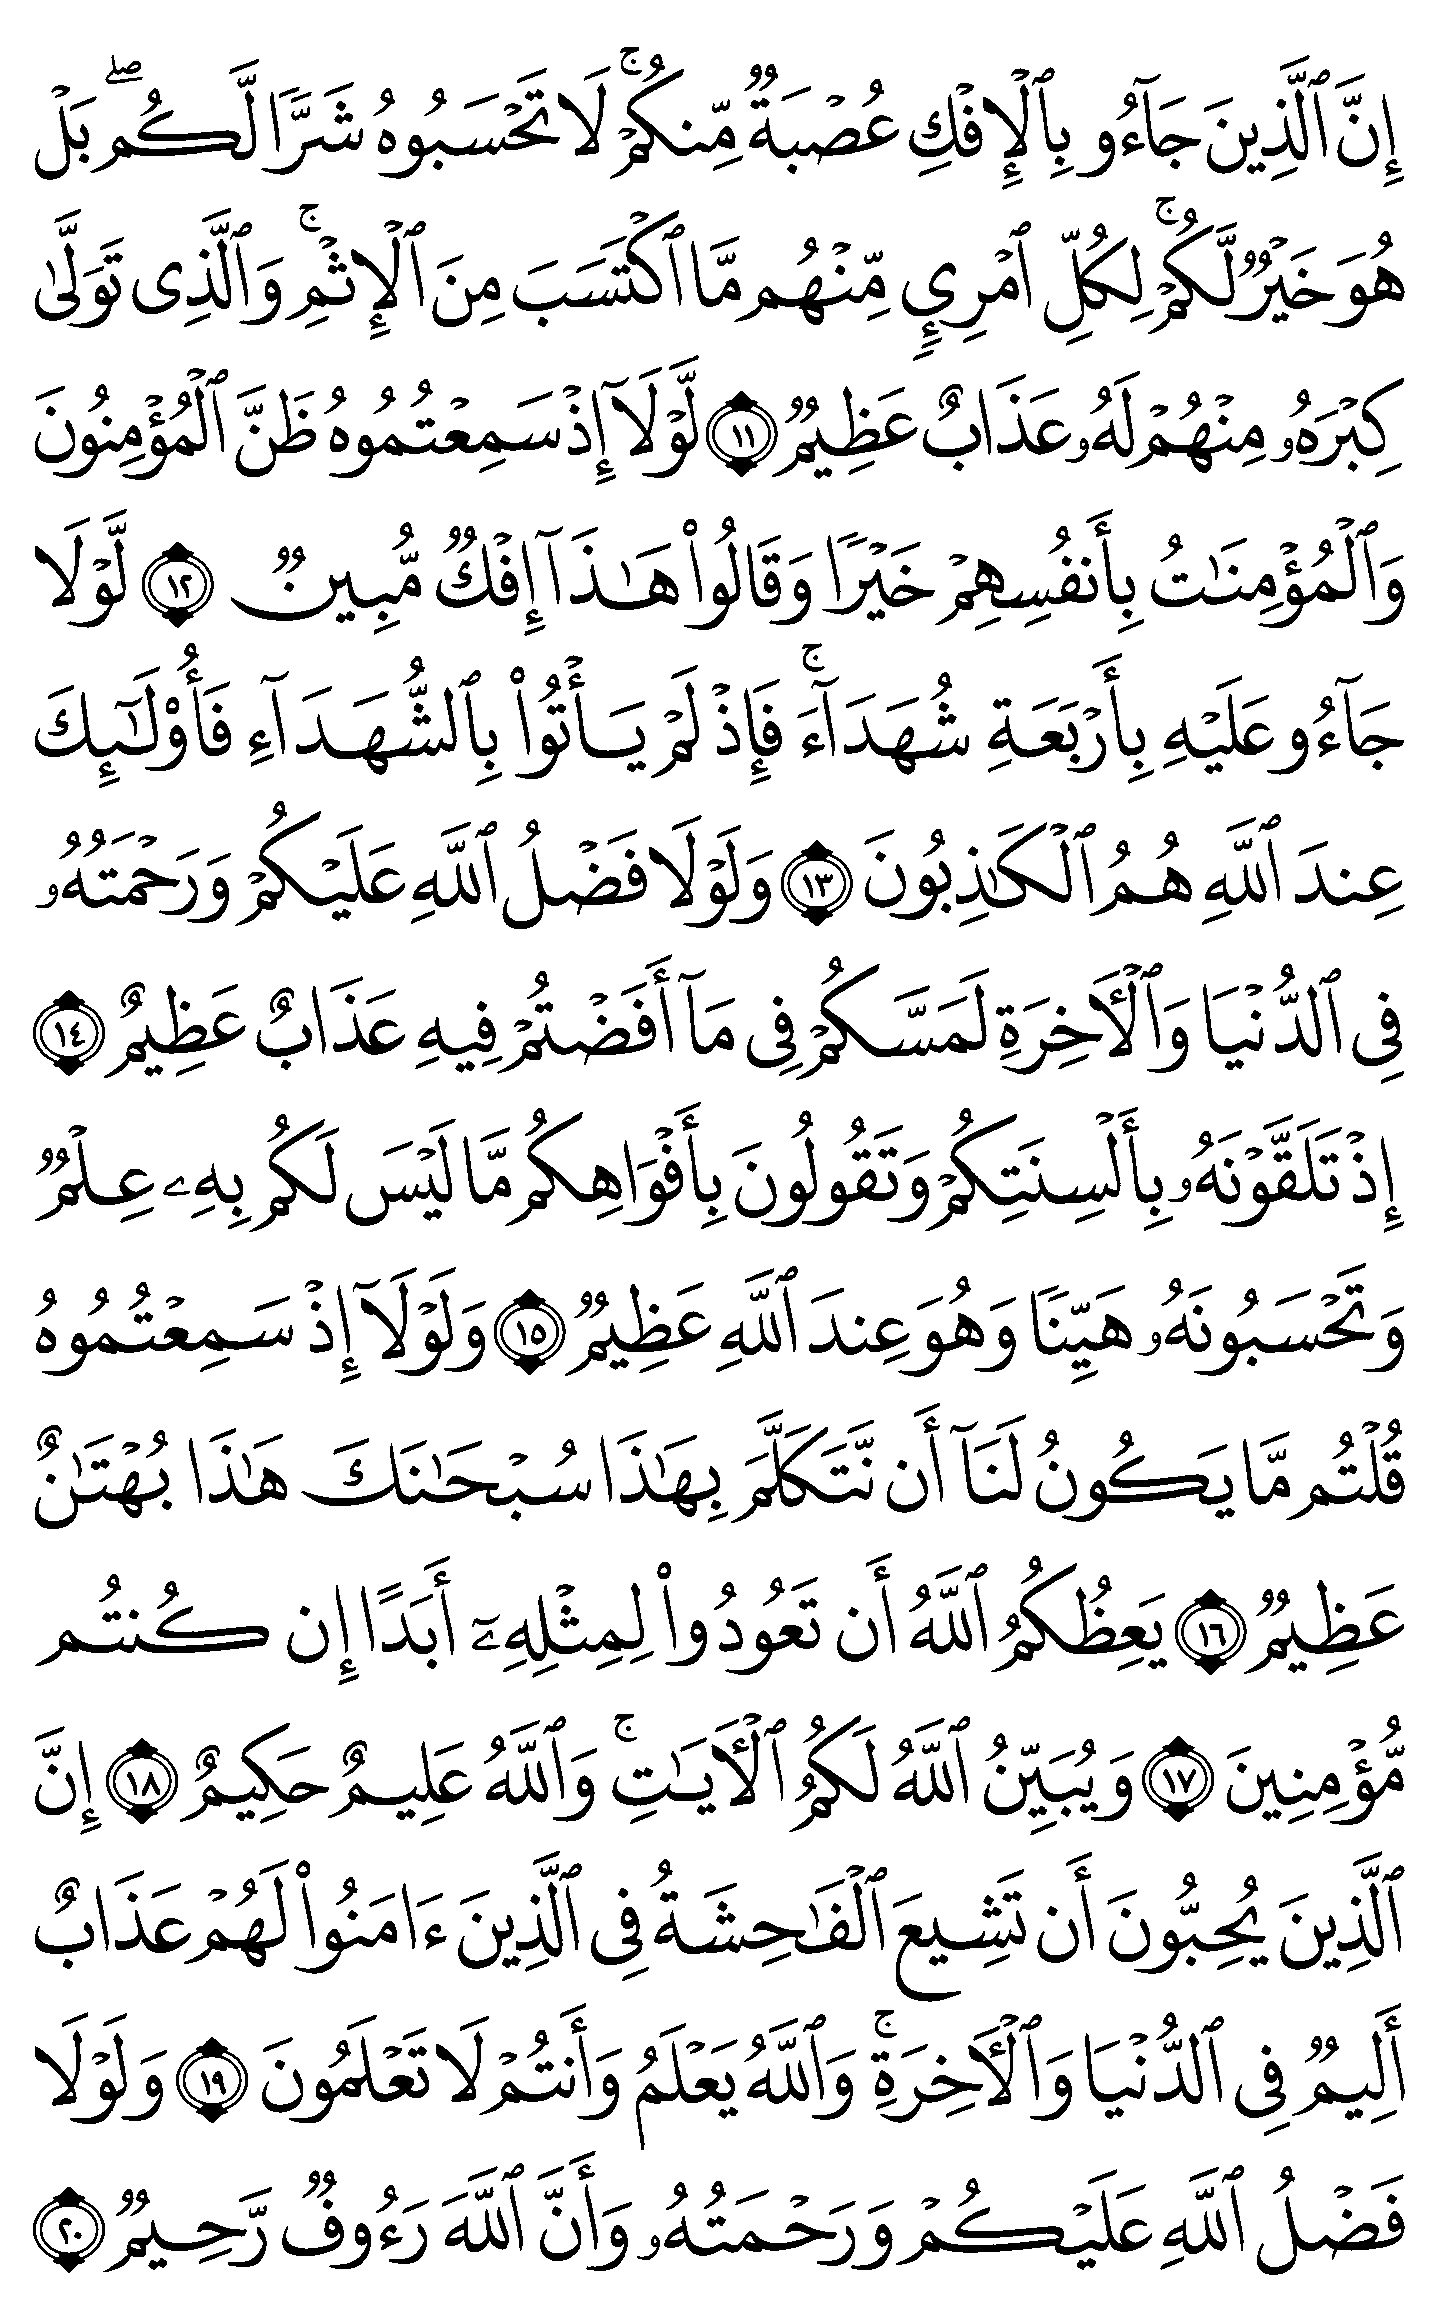 إِنَّ ٱلَّذِينَ جَآءُو بِٱلْإِفْكِ عُصْبَةٌ مِّنكُمْ ۚ لَا تَحْسَبُوهُ شَرًّا لَّكُم ۖ بَلْ
هُوَ خَيْرٌ لَّكُمْ ۚ لِكُلِّ ٱمْرِئٍ مِّنْهُم مَّا ٱكْتَسَبَ مِنَ ٱلْإِثْمِ ۚ وَٱلَّذِى تَوَلَّىٰ
كِبْرَهُۥ مِنْهُمْ لَهُۥ عَذَابٌ عَظِيمٌ ١١ لَّوْلَآ إِذْ سَمِعْتُمُوهُ ظَنَّ ٱلْمُؤْمِنُونَ
وَٱلْمُؤْمِنَـٰتُ بِأَنفُسِهِمْ خَيْرًا وَقَالُوا۟ هَـٰذَآ إِفْكٌ مُّبِينٌ ١٢ لَّوْلَا
جَآءُو عَلَيْهِ بِأَرْبَعَةِ شُهَدَآءَ ۚ فَإِذْ لَمْ يَأْتُوا۟ بِٱلشُّهَدَآءِ فَأُو۟لَـٰٓئِكَ
عِندَ ٱللَّهِ هُمُ ٱلْكَـٰذِبُونَ ١٣ وَلَوْلَا فَضْلُ ٱللَّهِ عَلَيْكُمْ وَرَحْمَتُهُۥ
فِى ٱلدُّنْيَا وَٱلْـَٔاخِرَةِ لَمَسَّكُمْ فِى مَآ أَفَضْتُمْ فِيهِ عَذَابٌ عَظِيمٌ ١٤
إِذْ تَلَقَّوْنَهُۥ بِأَلْسِنَتِكُمْ وَتَقُولُونَ بِأَفْوَاهِكُم مَّا لَيْسَ لَكُم بِهِۦ عِلْمٌ
وَتَحْسَبُونَهُۥ هَيِّنًا وَهُوَ عِندَ ٱللَّهِ عَظِيمٌ ١٥ وَلَوْلَآ إِذْ سَمِعْتُمُوهُ
قُلْتُم مَّا يَكُونُ لَنَآ أَن نَّتَكَلَّمَ بِهَـٰذَا سُبْحَـٰنَكَ هَـٰذَا بُهْتَـٰنٌ
عَظِيمٌ ١٦ يَعِظُكُمُ ٱللَّهُ أَن تَعُودُوا۟ لِمِثْلِهِۦٓ أَبَدًا إِن كُنتُم
مُّؤْمِنِينَ ١٧ وَيُبَيِّنُ ٱللَّهُ لَكُمُ ٱلْـَٔايَـٰتِ ۚ وَٱللَّهُ عَلِيمٌ حَكِيمٌ ١٨ إِنَّ
ٱلَّذِينَ يُحِبُّونَ أَن تَشِيعَ ٱلْفَـٰحِشَةُ فِى ٱلَّذِينَ ءَامَنُوا۟ لَهُمْ عَذَابٌ
أَلِيمٌ فِى ٱلدُّنْيَا وَٱلْـَٔاخِرَةِ ۚ وَٱللَّهُ يَعْلَمُ وَأَنتُمْ لَا تَعْلَمُونَ ١٩ وَلَوْلَا
فَضْلُ ٱللَّهِ عَلَيْكُمْ وَرَحْمَتُهُۥ وَأَنَّ ٱللَّهَ رَءُوفٌ رَّحِيمٌ ٢٠